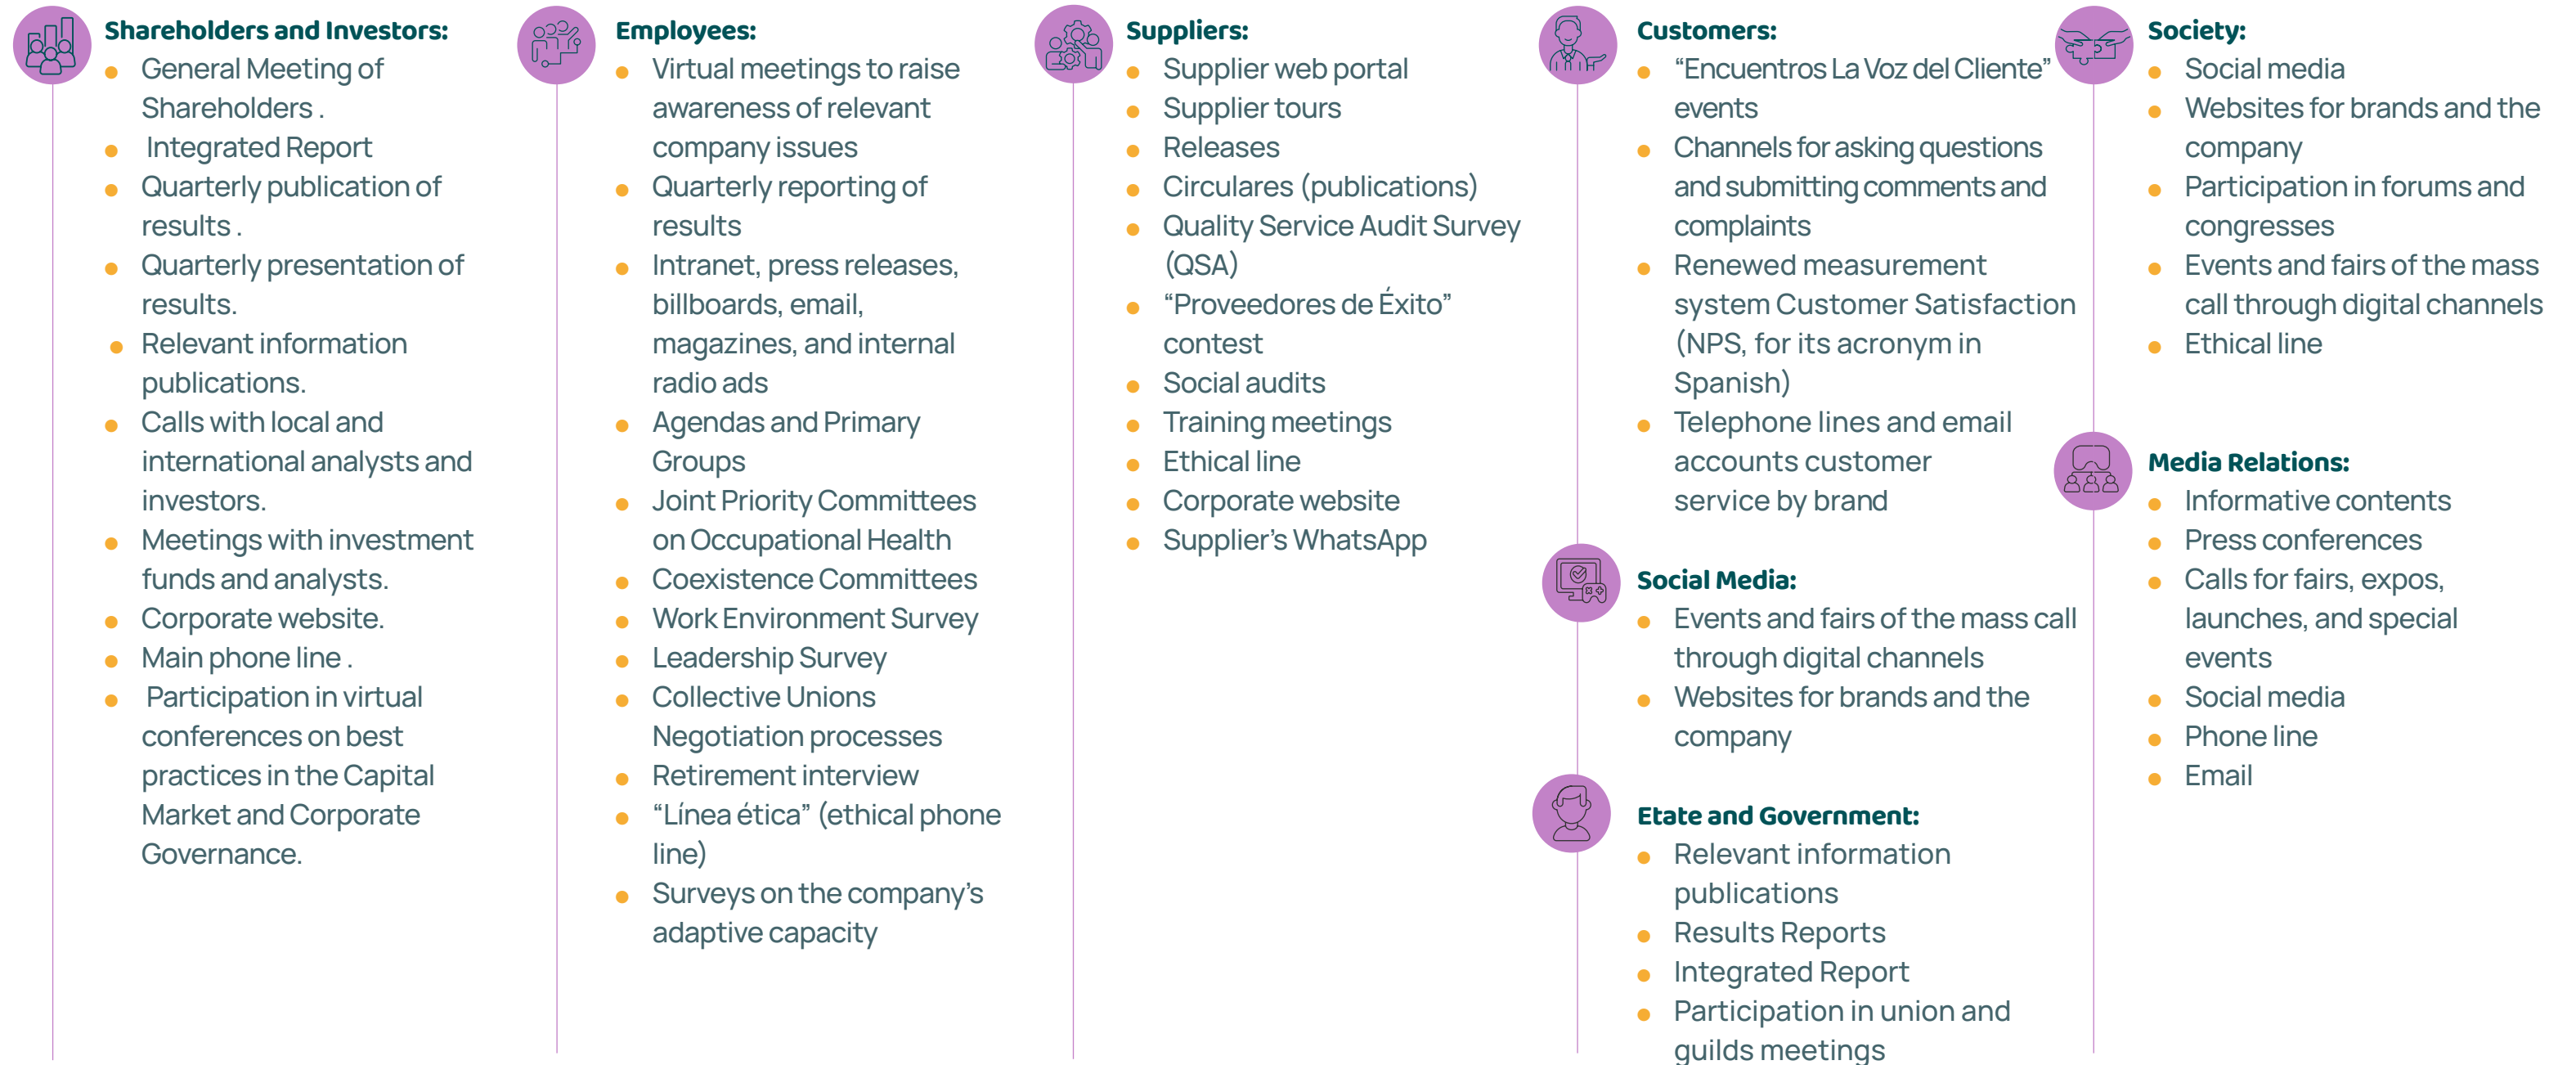 Shareholders and Investors:
General Meeting of
Shareholders .
Integrated Report
Quarterly publication of
results .
Quarterly presentation of
results.
Relevant information
publications.
Calls with local and
international analysts and
investors.
Meetings with investment
funds and analysts.
Corporate website.
Main phone line .
Participation in virtual
conferences on best
practices in the Capital
Market and Corporate
Governance.
Employees:
Virtual meetings to raise
awareness of relevant
company issues
Quarterly reporting of
results
Intranet, press releases,
billboards, email,
magazines, and internal
radio ads
Agendas and Primary
Groups
Joint Priority Committees
on Occupational Health
Coexistence Committees
Work Environment Survey
Leadership Survey
Collective Unions
Negotiation processes
Retirement interview
“Línea ética” (ethical phone
line)
Surveys on the company’s
adaptive capacity
Suppliers:
Supplier web portal
Supplier tours
Releases
Circulares (publications)
Quality Service Audit Survey
(QSA)
“Proveedores de Éxito”
contest
Social audits
Training meetings
Ethical line
Corporate website
Supplier’s WhatsApp
Customers:
“Encuentros La Voz del Cliente”
events
Channels for asking questions
and submitting comments and
complaints
Renewed measurement
system Customer Satisfaction
(NPS, for its acronym in
Spanish)
Telephone lines and email
accounts customer
service by brand
Social Media:
Events and fairs of the mass call
through digital channels
Websites for brands and the
company
Etate and Government:
Relevant information
publications
Results Reports
Integrated Report
Participation in union and
guilds meetings
Society:
Social media
Websites for brands and the
company
Participation in forums and
congresses
Events and fairs of the mass
call through digital channels
Ethical line
Media Relations:
Informative contents
Press conferences
Calls for fairs, expos,
launches, and special
events
Social media
Phone line
Email